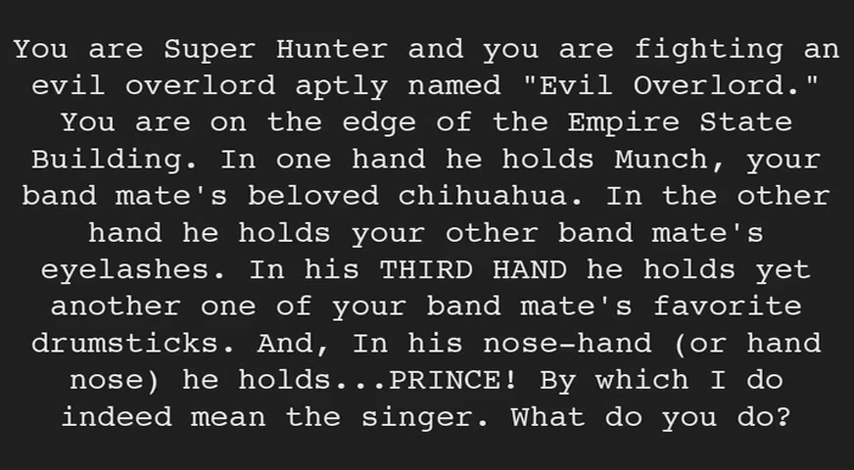 You are Super Hunter and you are fighting an
evil overlord aptly named "Evil Overlord."
You are on the edge of the Empire State
Building. In one hand he holds Munch, your
band mate's beloved chihuahua. In the other
hand he holds your other band mate's
eyelashes. In his THIRD HAND he holds yet
another one of your band mate's favorite
drumsticks. And, In his nose-hand (or hand
nose) he holds...PRINCE! By which I do
indeed mean the singer. What do you do?